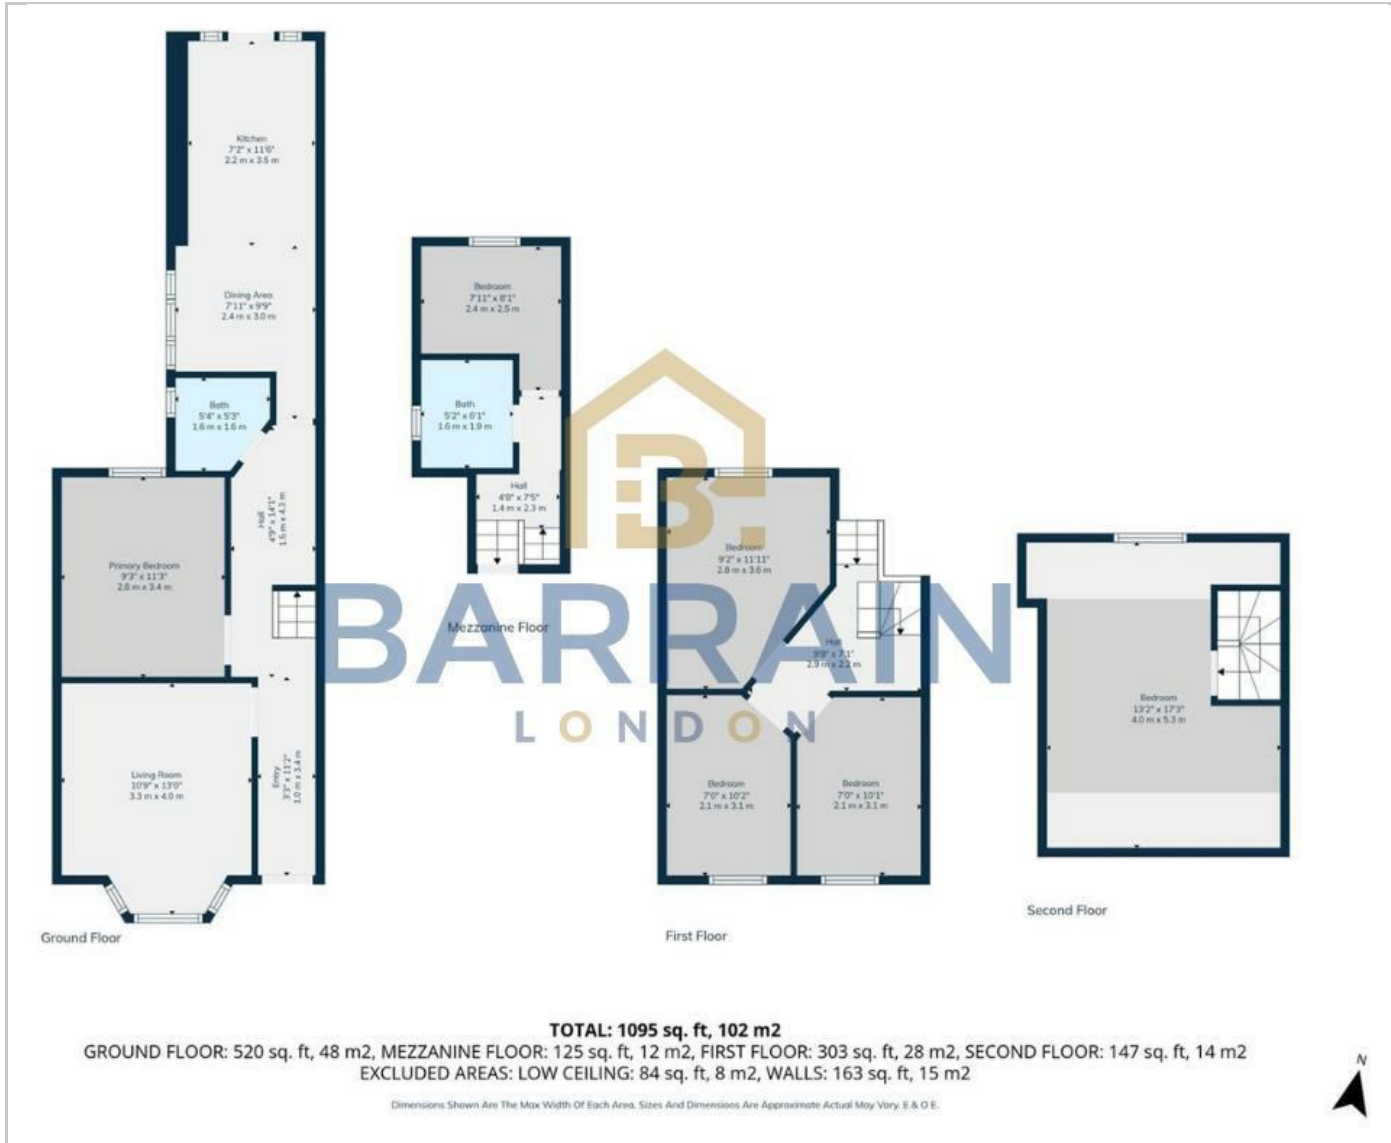 Kitchen
7'2" x 11'6"
2.2 m x 3.5 m
Dining Area
7'11" x 9'9"
2.4 m x 3.0 m
Bath
5'4" x 5'3"
1.6 m x 1.6 m
Hall
4'9" x 14'1"
1.5 m x 4.3 m
Primary Bedroom
9'3" x 11'3"
2.8 m x 3.4 m
Living Room
10'9" x 13'0"
3.3 m x 4.0 m
Entry
3'3" x 11'2"
1.0 m x 3.4 m
Ground Floor
Bedroom
7'11" x 8'1"
2.4 m x 2.5 m
Bath
5'2" x 6'1"
1.6 m x 1.9 m
Hall
4'8" x 7'5"
1.4 m x 2.3 m
Mezzanine Floor
B
BARRAIN
LONDON
Bedroom
9'2" x 11'11"
2.8 m x 3.6 m
Hall
9'8" x 7'1"
2.9 m x 2.2 m
Bedroom
7'0" x 10'2"
2.1 m x 3.1 m
Bedroom
7'0" x 10'1"
2.1 m x 3.1 m
First Floor
Bedroom
13'2" x 17'3"
4.0 m x 5.3 m
Second Floor
TOTAL: 1095 sq. ft, 102 m2
GROUND FLOOR: 520 sq. ft, 48 m2, MEZZANINE FLOOR: 125 sq. ft, 12 m2, FIRST FLOOR: 303 sq. ft, 28 m2, SECOND FLOOR: 147 sq. ft, 14 m2
EXCLUDED AREAS: LOW CEILING: 84 sq. ft, 8 m2, WALLS: 163 sq. ft, 15 m2
Dimensions Shown Are The Max Width Of Each Area. Sizes And Dimensions Are Approximate Actual May Vary. E & O E.
N